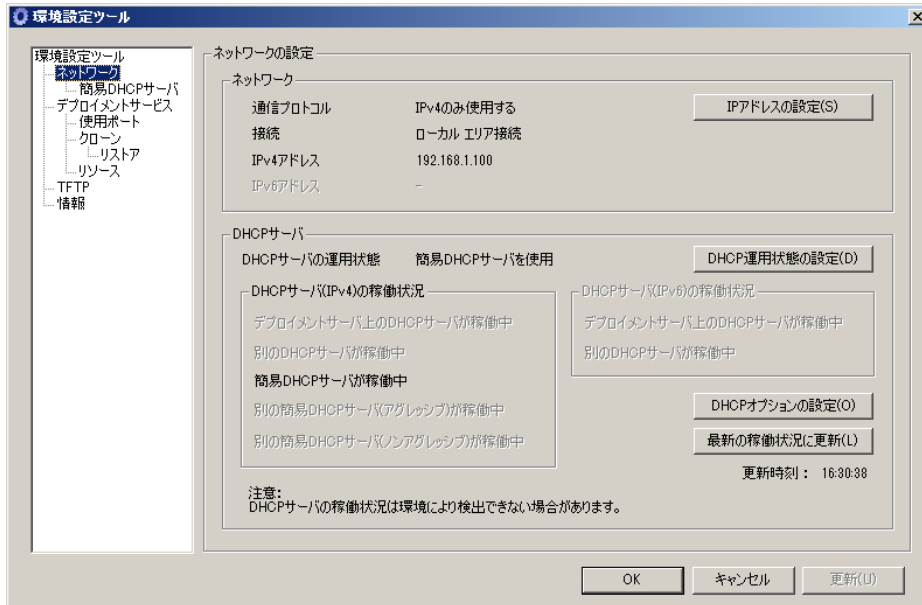 環境設定ツール
環境設定ツール
ネットワーク
簡易DHCPサーバ
デプロイメントサービス
使用ポート
クローン
リストア
リソース
TFTP
情報
ネットワークの設定
ネットワーク
通信プロトコル IPv4のみ使用する IPアドレスの設定(S)
接続 ローカル エリア接続
IPv4アドレス 192.168.1.100
IPv6アドレス -
DHCPサーバ
DHCPサーバの運用状態 簡易DHCPサーバを使用 DHCP運用状態の設定(D)
DHCPサーバ(IPv4)の稼働状況
デプロイメントサーバ上のDHCPサーバが稼働中
別のDHCPサーバが稼働中
簡易DHCPサーバが稼働中
別の簡易DHCPサーバ(アグレッシブ)が稼働中
別の簡易DHCPサーバ(ノンアグレッシブ)が稼働中
DHCPサーバ(IPv6)の稼働状況
デプロイメントサーバ上のDHCPサーバが稼働中
別のDHCPサーバが稼働中
DHCPオプションの設定(O)
最新の稼働状況に更新(L)
更新時刻： 16:30:38
注意:
DHCPサーバの稼働状況は環境により検出できない場合があります。
OK キャンセル 更新(U)